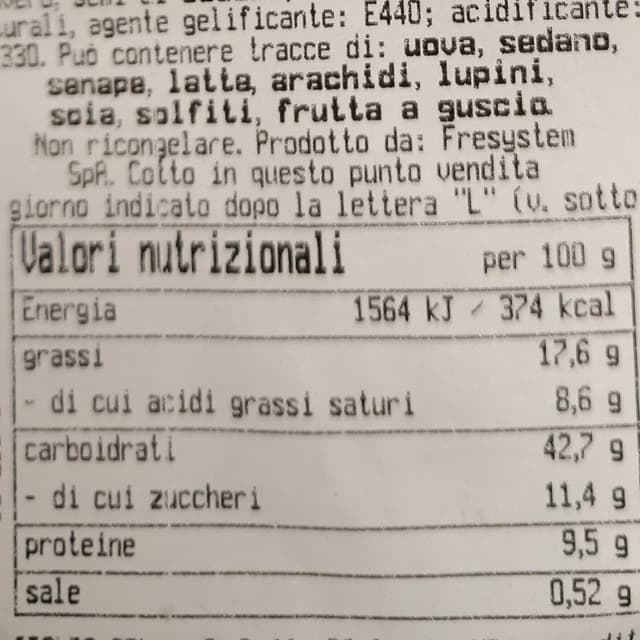 urali, agente gelificante: E440; acidificante:
330. Può contenere tracce di: uova, sedano,
senape, latte, arachidi, lupini,
soia, solfiti, frutta a guscio.
Non ricongelare. Prodotto da: Fresystem
SpA. Cotto in questo punto vendita
giorno indicato dopo la lettera "L" (v. sotto
Valori nutrizionali per 100 g
Energia 1564 kJ / 374 kcal
grassi 17,6 g
- di cui acidi grassi saturi 8,6 g
carboidrati 42,7 g
- di cui zuccheri 11,4 g
proteine 9,5 g
sale 0,52 g